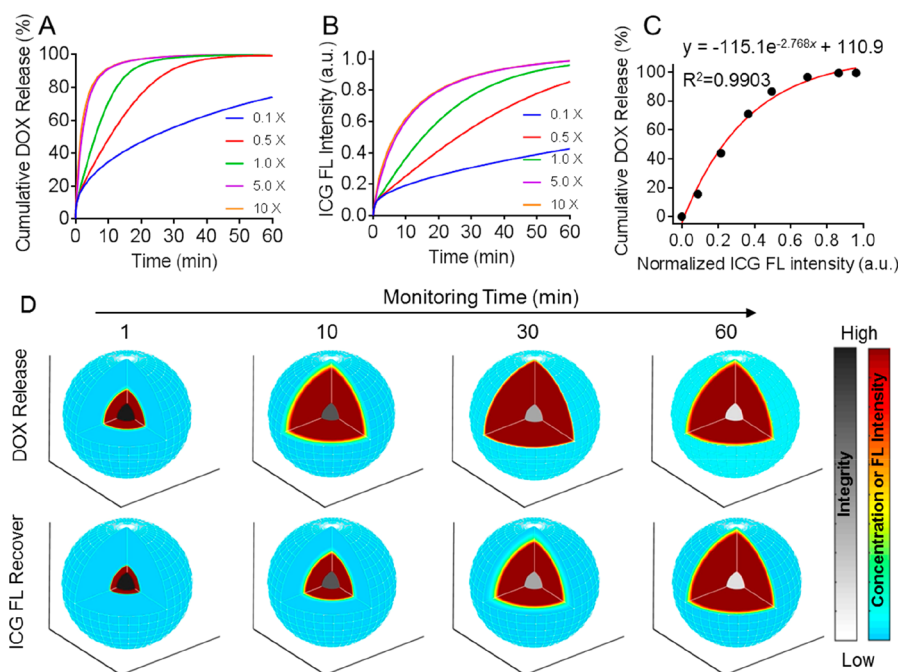 A
Cumulative DOX Release (%)
100
80
60
40
20
0
0 10 20 30 40 50 60
Time (min)
0.1 X
0.5 X
1.0 X
5.0 X
10 X
B
ICG FL Intensity (a.u.)
1.0
0.8
0.6
0.4
0.2
0.0
0 10 20 30 40 50 60
Time (min)
0.1 X
0.5 X
1.0 X
5.0 X
10 X
C
y = -115.1e^-2.768x + 110.9
R²=0.9903
Cumulative DOX Release (%)
100
80
60
40
20
0
0.0 0.2 0.4 0.6 0.8 1.0
Normalized ICG FL intensity (a.u.)
D
Monitoring Time (min)
1 10 30 60
DOX Release
ICG FL Recover
High
Integrity
Concentration or FL Intensity
Low